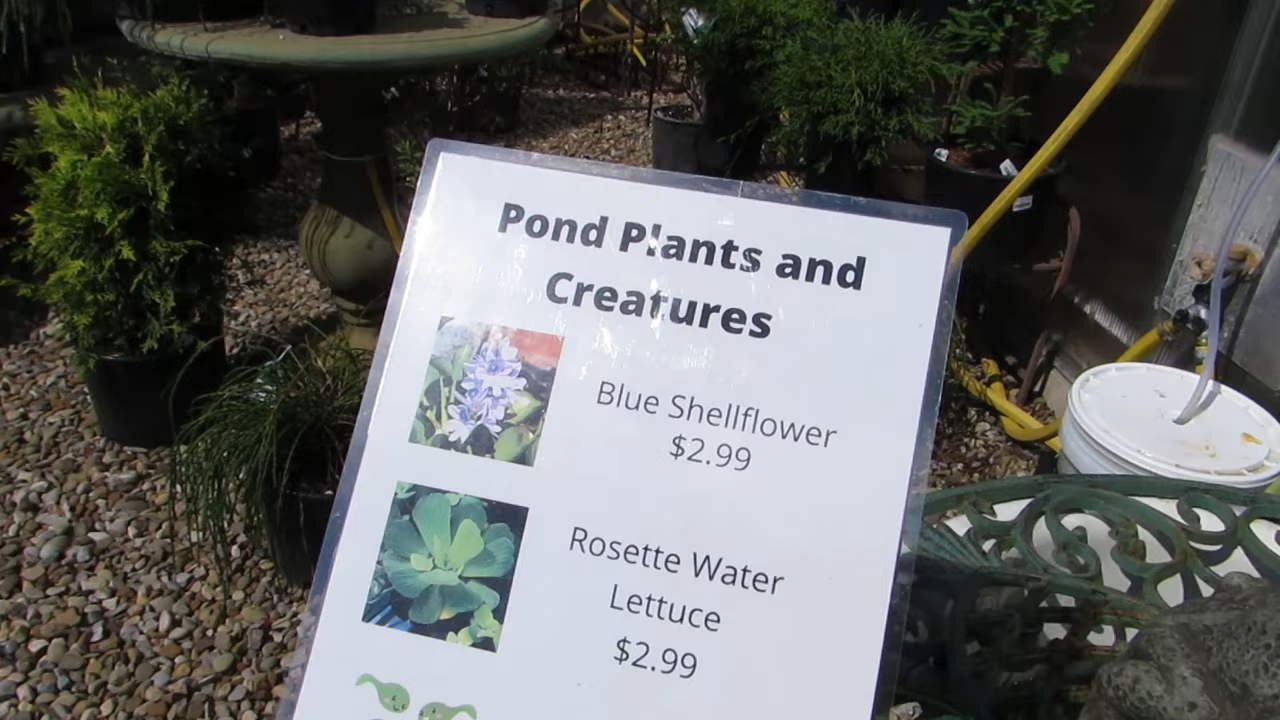 Pond Plants and
Creatures
Blue Shellflower
$2.99
Rosette Water
Lettuce
$2.99